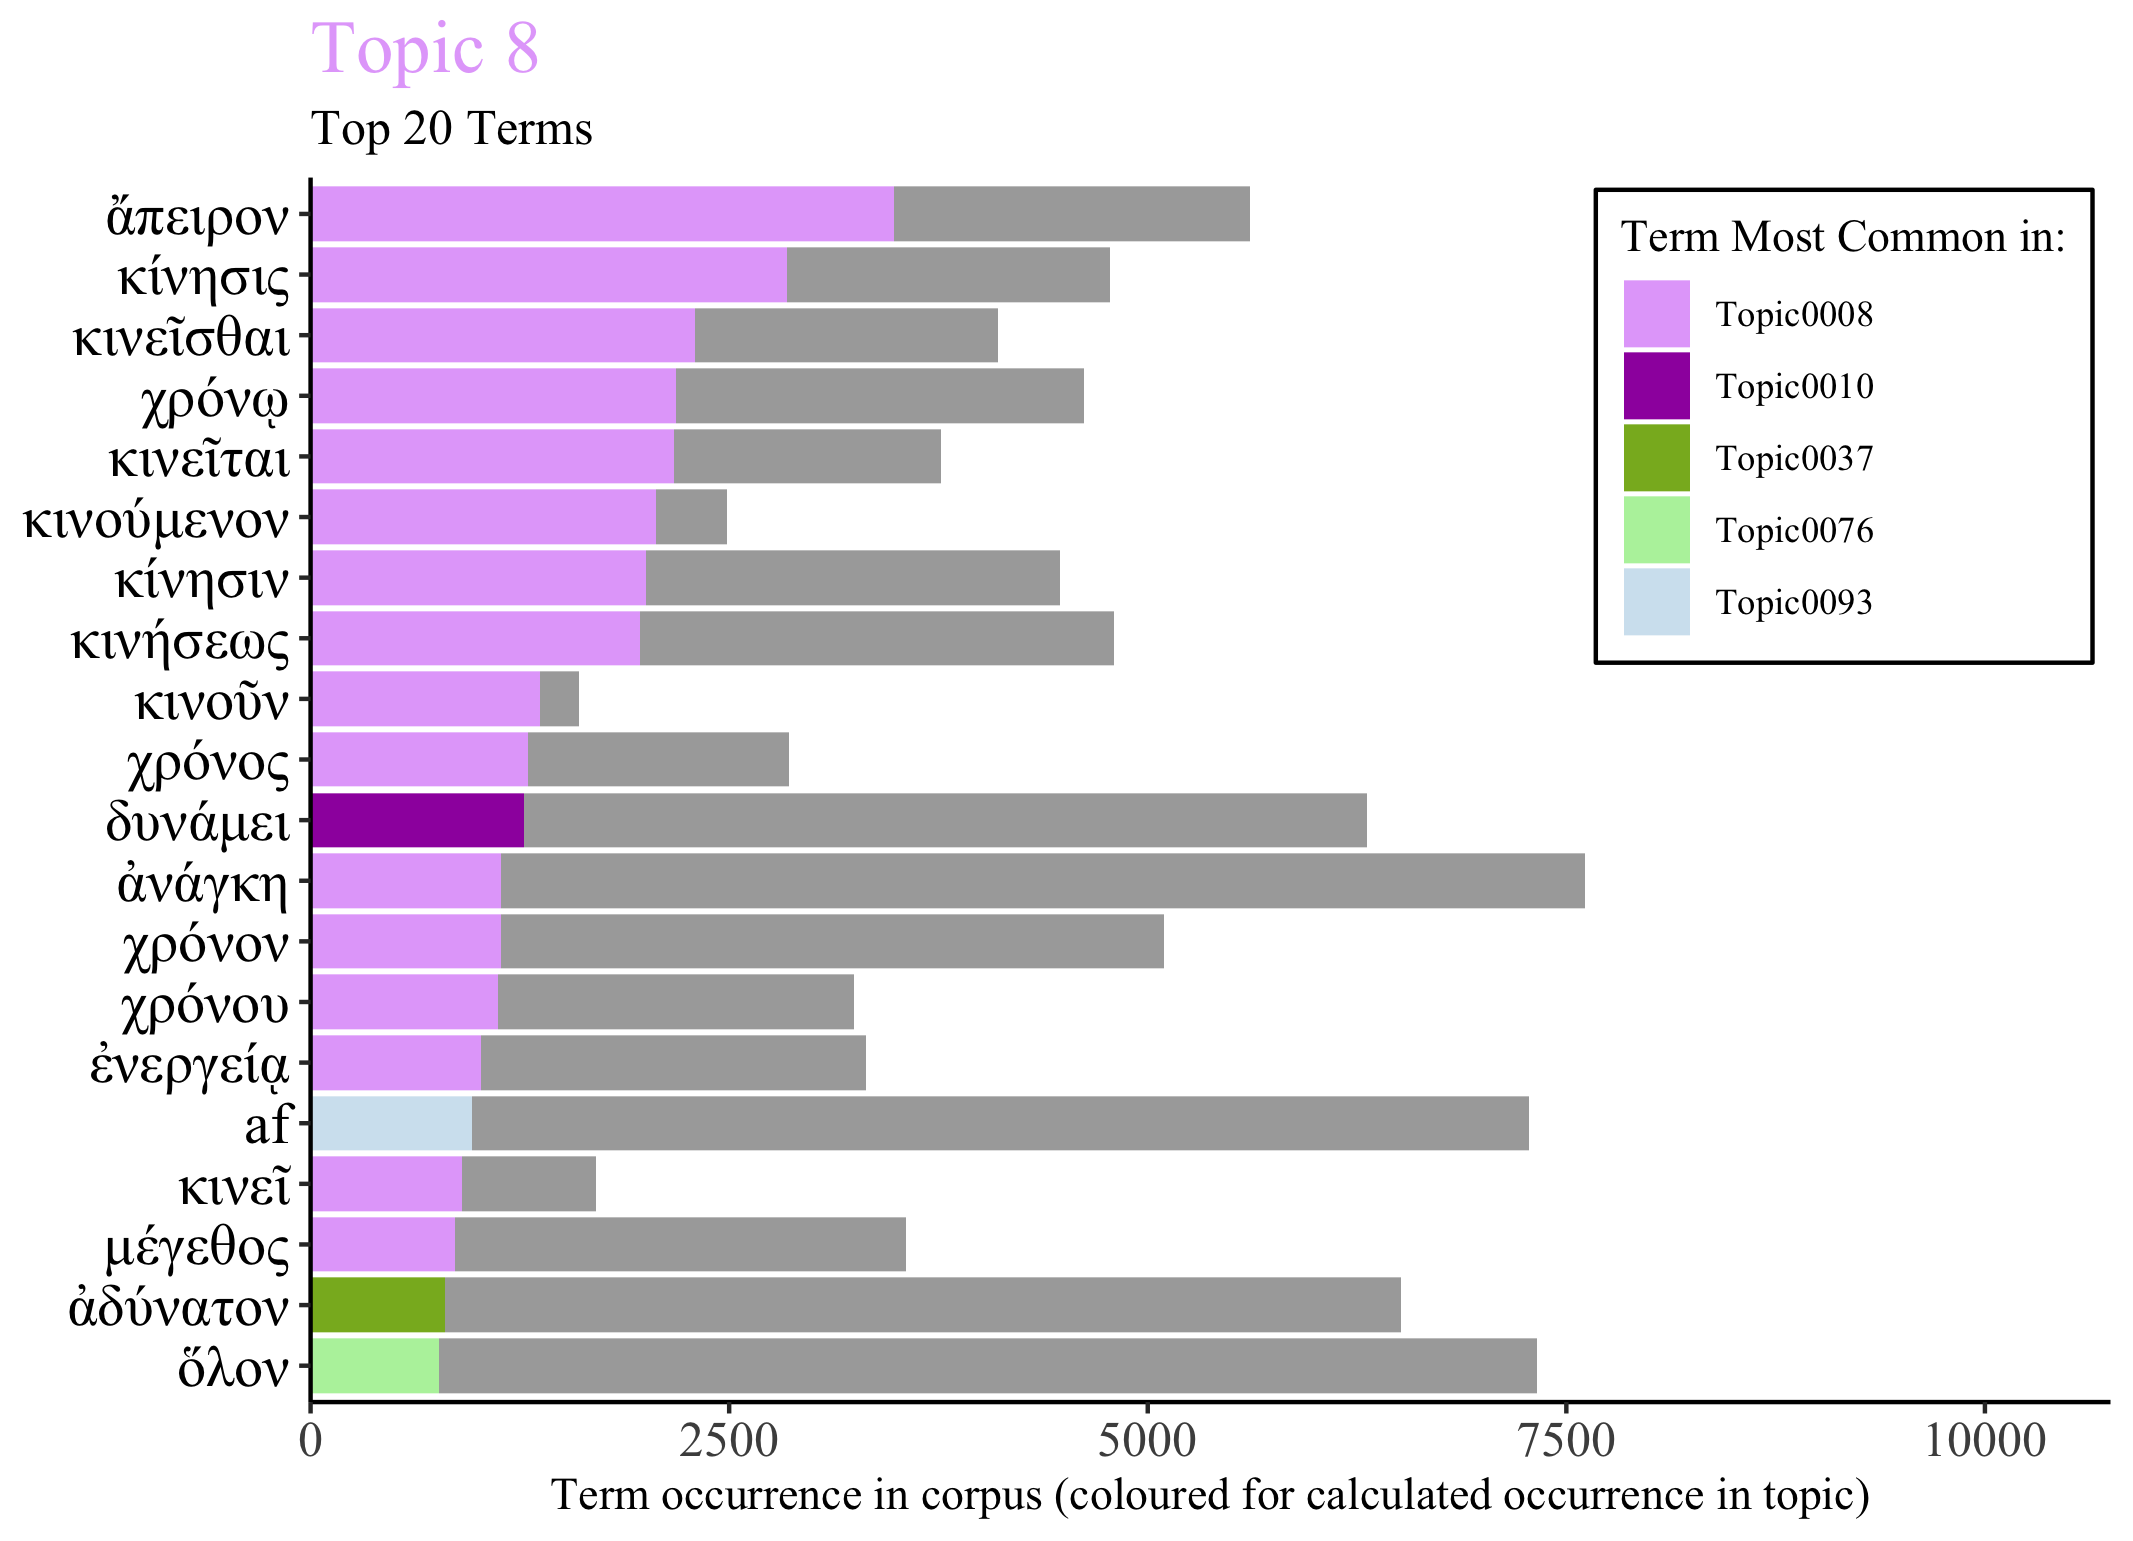 Topic 8
Top 20 Terms
ἄπειρον
κίνησις
κινεῖσθαι
χρόνῳ
κινεῖται
κινούμενον
κίνησιν
κινήσεως
κινοῦν
χρόνος
δυνάμει
ἀνάγκη
χρόνον
χρόνου
ἐνεργείᾳ
af
κινεῖ
μέγεθος
ἀδύνατον
ὅλον
0 2500 5000 7500 10000
Term occurrence in corpus (coloured for calculated occurrence in topic)
Term Most Common in:
Topic0008
Topic0010
Topic0037
Topic0076
Topic0093